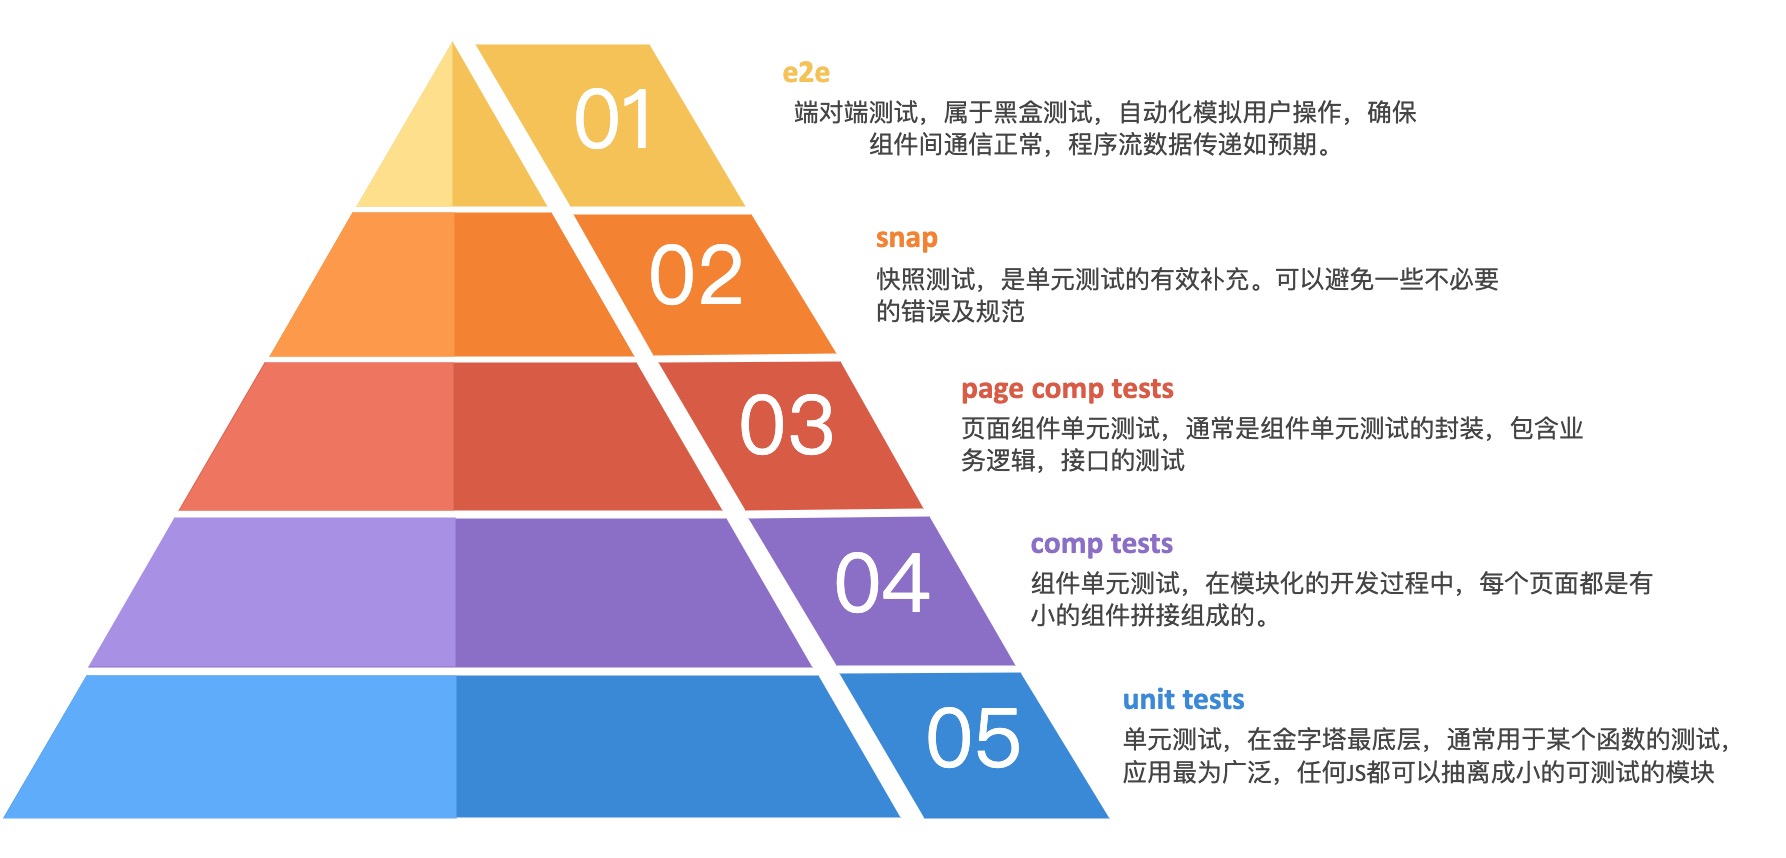 01
e2e
端对端测试，属于黑盒测试，自动化模拟用户操作，确保
组件间通信正常，程序流数据传递如预期。
02
snap
快照测试，是单元测试的有效补充。可以避免一些不必要
的错误及规范
03
page comp tests
页面组件单元测试，通常是组件单元测试的封装，包含业
务逻辑，接口的测试
04
comp tests
组件单元测试，在模块化的开发过程中，每个页面都是有
小的组件拼接组成的。
05
unit tests
单元测试，在金字塔最底层，通常用于某个函数的测试，
应用最为广泛，任何JS都可以抽离成小的可测试的模块